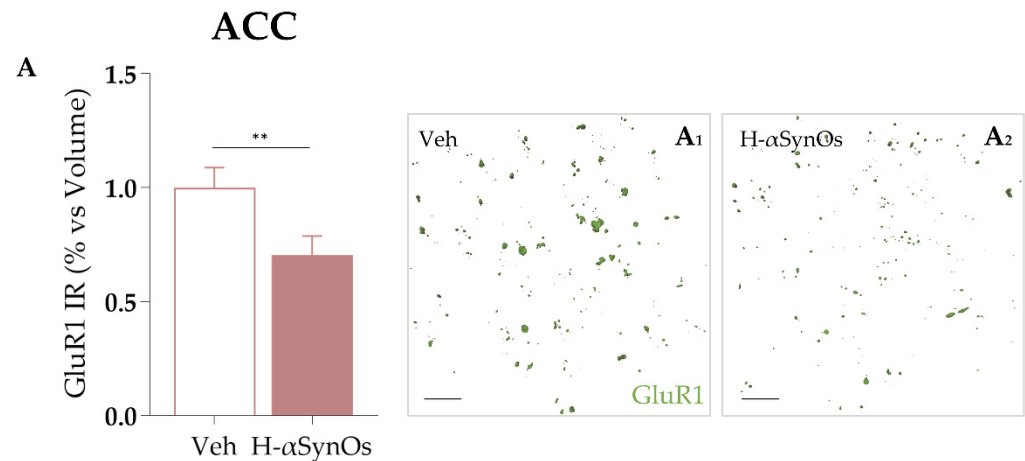 ACC
A
GluR1 IR (% vs Volume)
1.5
1.0
0.5
0.0
**
Veh
H-αSynOs
Veh
A1
GluR1
H-αSynOs
A2